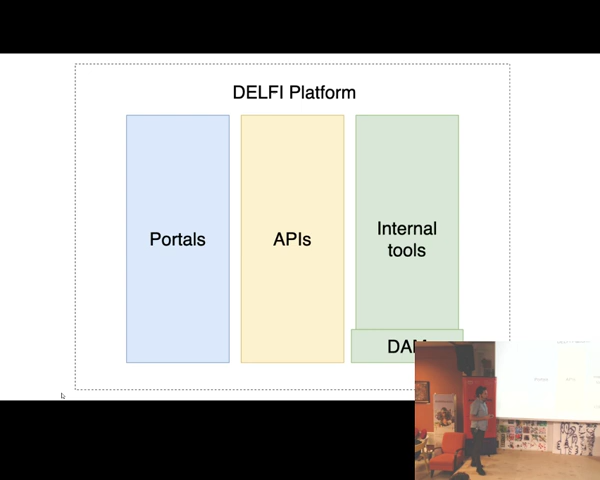 DELFI Platform
Portals
APIs
Internal
tools